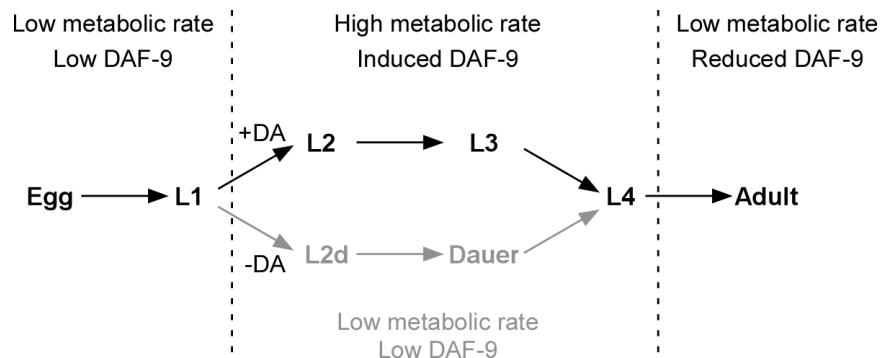 Low metabolic rate
Low DAF-9
High metabolic rate
Induced DAF-9
Low metabolic rate
Reduced DAF-9
+DA
L2
L3
Egg
L1
L4
Adult
-DA
L2d
Dauer
Low metabolic rate
Low DAF-9